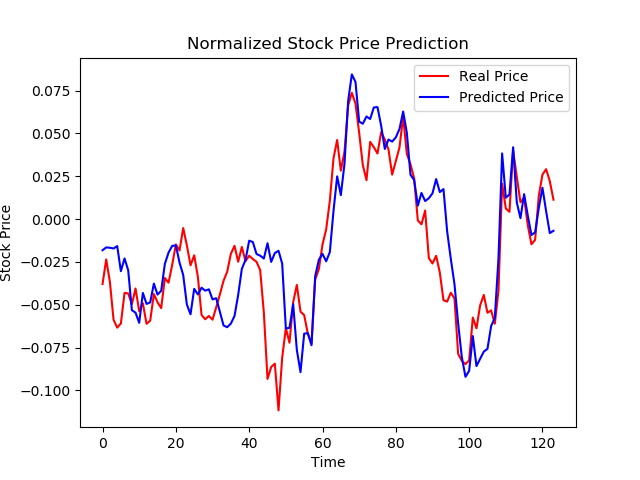 Normalized Stock Price Prediction
Real Price
Predicted Price
Stock Price
0.075
0.050
0.025
0.000
−0.025
−0.050
−0.075
−0.100
0 20 40 60 80 100 120
Time